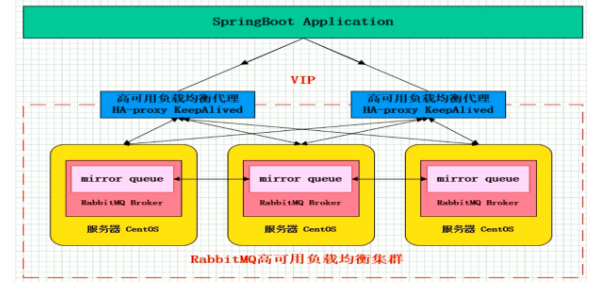 SpringBoot Application
VIP
高可用负载均衡代理
HA-proxy KeepAlived
高可用负载均衡代理
HA-proxy KeepAlived
mirror queue
RabbitMQ Broker
服务器 CentOS
mirror queue
RabbitMQ Broker
服务器 CentOS
mirror queue
RabbitMQ Broker
服务器 CentOS
RabbitMQ高可用负载均衡集群